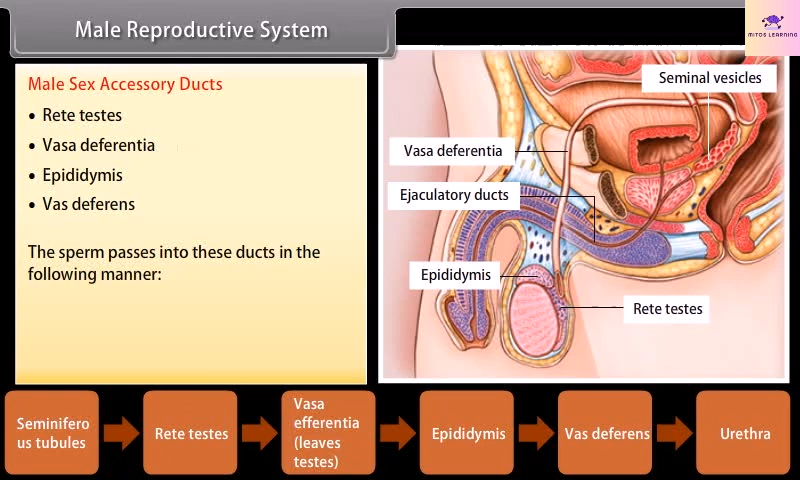 Male Reproductive System
MITOS LEARNING
Male Sex Accessory Ducts
• Rete testes
• Vasa deferentia
• Epididymis
• Vas deferens
The sperm passes into these ducts in the
following manner:
Seminal vesicles
Vasa deferentia
Ejaculatory ducts
Epididymis
Rete testes
Seminifero
us tubules
Rete testes
Vasa
efferentia
(leaves
testes)
Epididymis
Vas deferens
Urethra